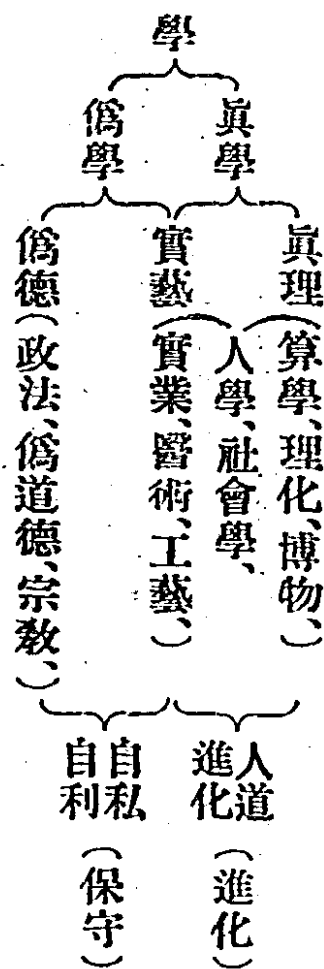 學
眞學
僞學
眞理(算學、理化、博物、
人學、社會學、)
實藝(實業、醫術、工藝、)
僞德(政法、僞道德、宗教、)
人道
進化
(進化)
自私
自利
(保守)